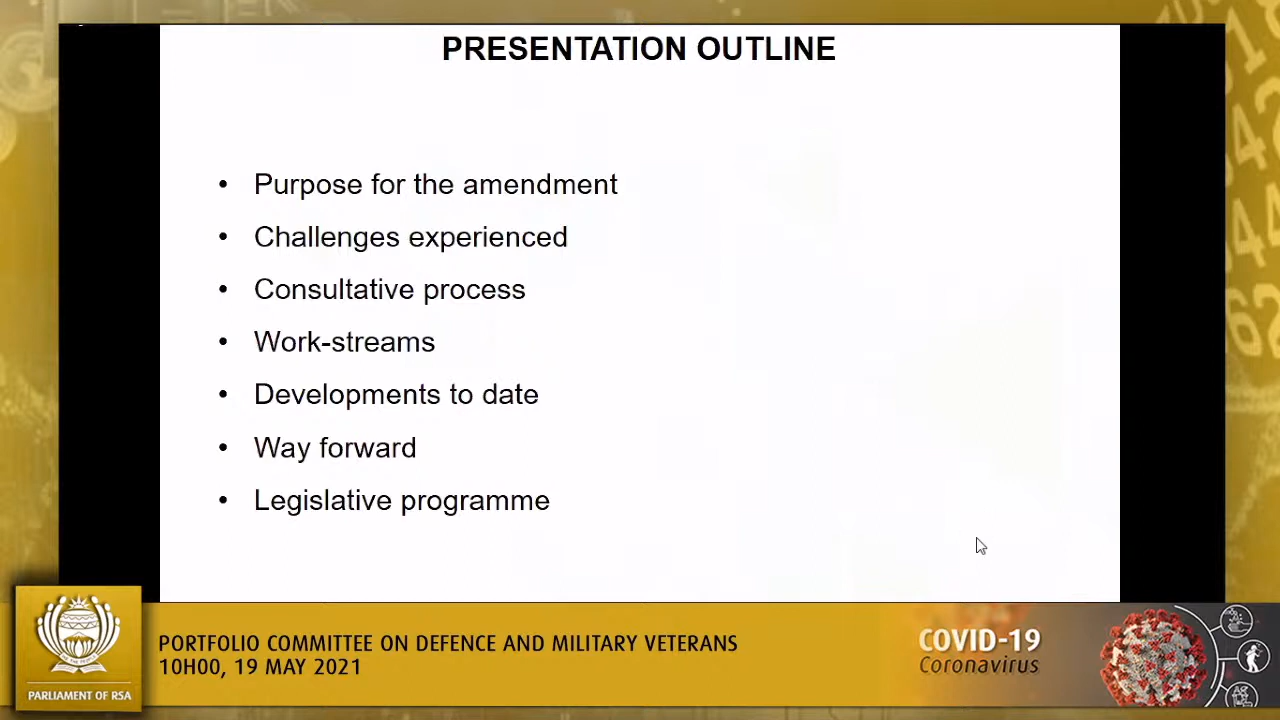 PRESENTATION OUTLINE
• Purpose for the amendment
• Challenges experienced
• Consultative process
• Work-streams
• Developments to date
• Way forward
• Legislative programme
PARLIAMENT OF RSA
PORTFOLIO COMMITTEE ON DEFENCE AND MILITARY VETERANS
10H00, 19 MAY 2021
COVID-19
Coronavirus